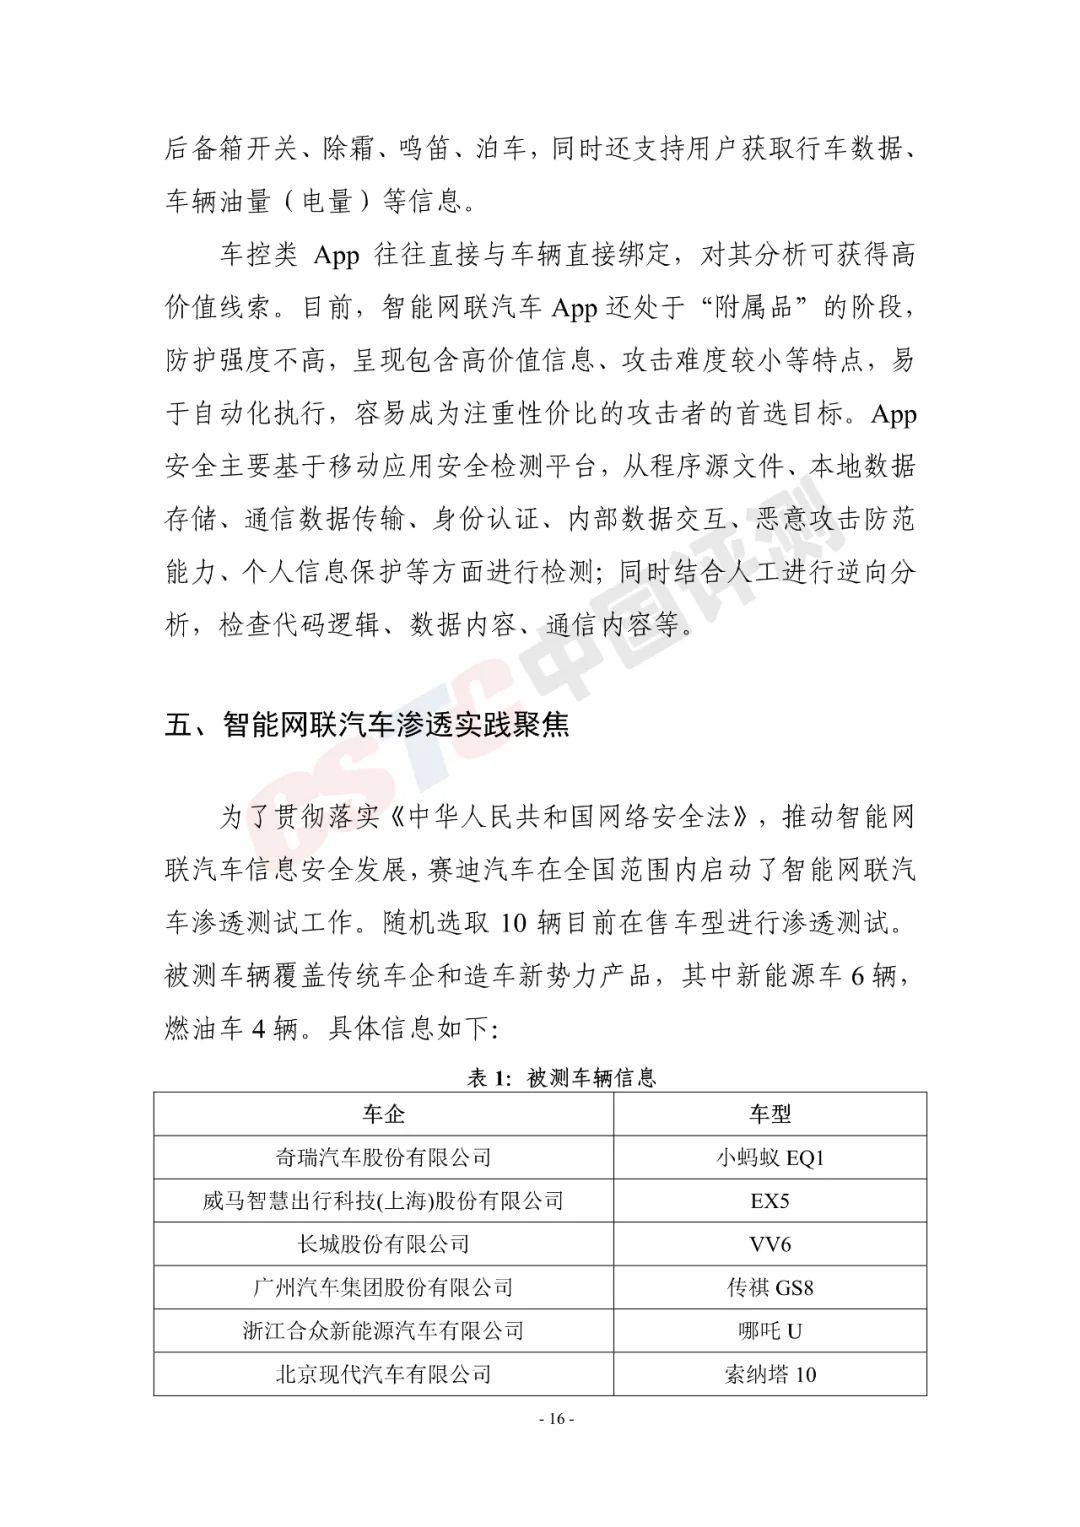 后备箱开关、除霜、鸣笛、泊车，同时还支持用户获取行车数据、
车辆油量（电量）等信息。
车控类 App 往往直接与车辆直接绑定，对其分析可获得高
价值线索。目前，智能网联汽车 App 还处于“附属品”的阶段，
防护强度不高，呈现包含高价值信息、攻击难度较小等特点，易
于自动化执行，容易成为注重性价比的攻击者的首选目标。App
安全主要基于移动应用安全检测平台，从程序源文件、本地数据
存储、通信数据传输、身份认证、内部数据交互、恶意攻击防范
能力、个人信息保护等方面进行检测；同时结合人工进行逆向分
析，检查代码逻辑、数据内容、通信内容等。
CSTC中国评测
五、智能网联汽车渗透实践聚焦
为了贯彻落实《中华人民共和国网络安全法》，推动智能网
联汽车信息安全发展，赛迪汽车在全国范围内启动了智能网联汽
车渗透测试工作。随机选取 10 辆目前在售车型进行渗透测试。
被测车辆覆盖传统车企和造车新势力产品，其中新能源车 6 辆，
燃油车 4 辆。具体信息如下：
表 1：被测车辆信息
车企 车型
奇瑞汽车股份有限公司 小蚂蚁 EQ1
威马智慧出行科技(上海)股份有限公司 EX5
长城股份有限公司 VV6
广州汽车集团股份有限公司 传祺 GS8
浙江合众新能源汽车有限公司 哪吒 U
北京现代汽车有限公司 索纳塔 10
- 16 -